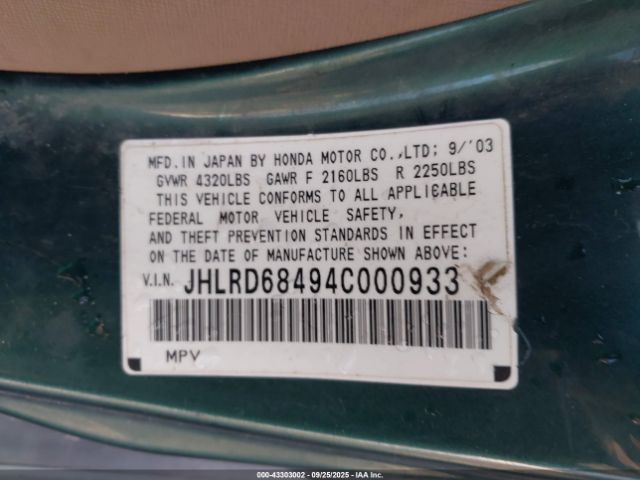 MFD. IN JAPAN BY HONDA MOTOR CO.,LTD; 9/'03
GVWR 4320LBS GAWR F 2160LBS R 2250LBS
THIS VEHICLE CONFORMS TO ALL APPLICABLE
FEDERAL MOTOR VEHICLE SAFETY,
AND THEFT PREVENTION STANDARDS IN EFFECT
ON THE DATE OF MANUFACTURE SHOWN ABOVE:
V.I.N. JHLRD68494C000933
MPV
000-43303002 - 09/25/2025 - IAA Inc.